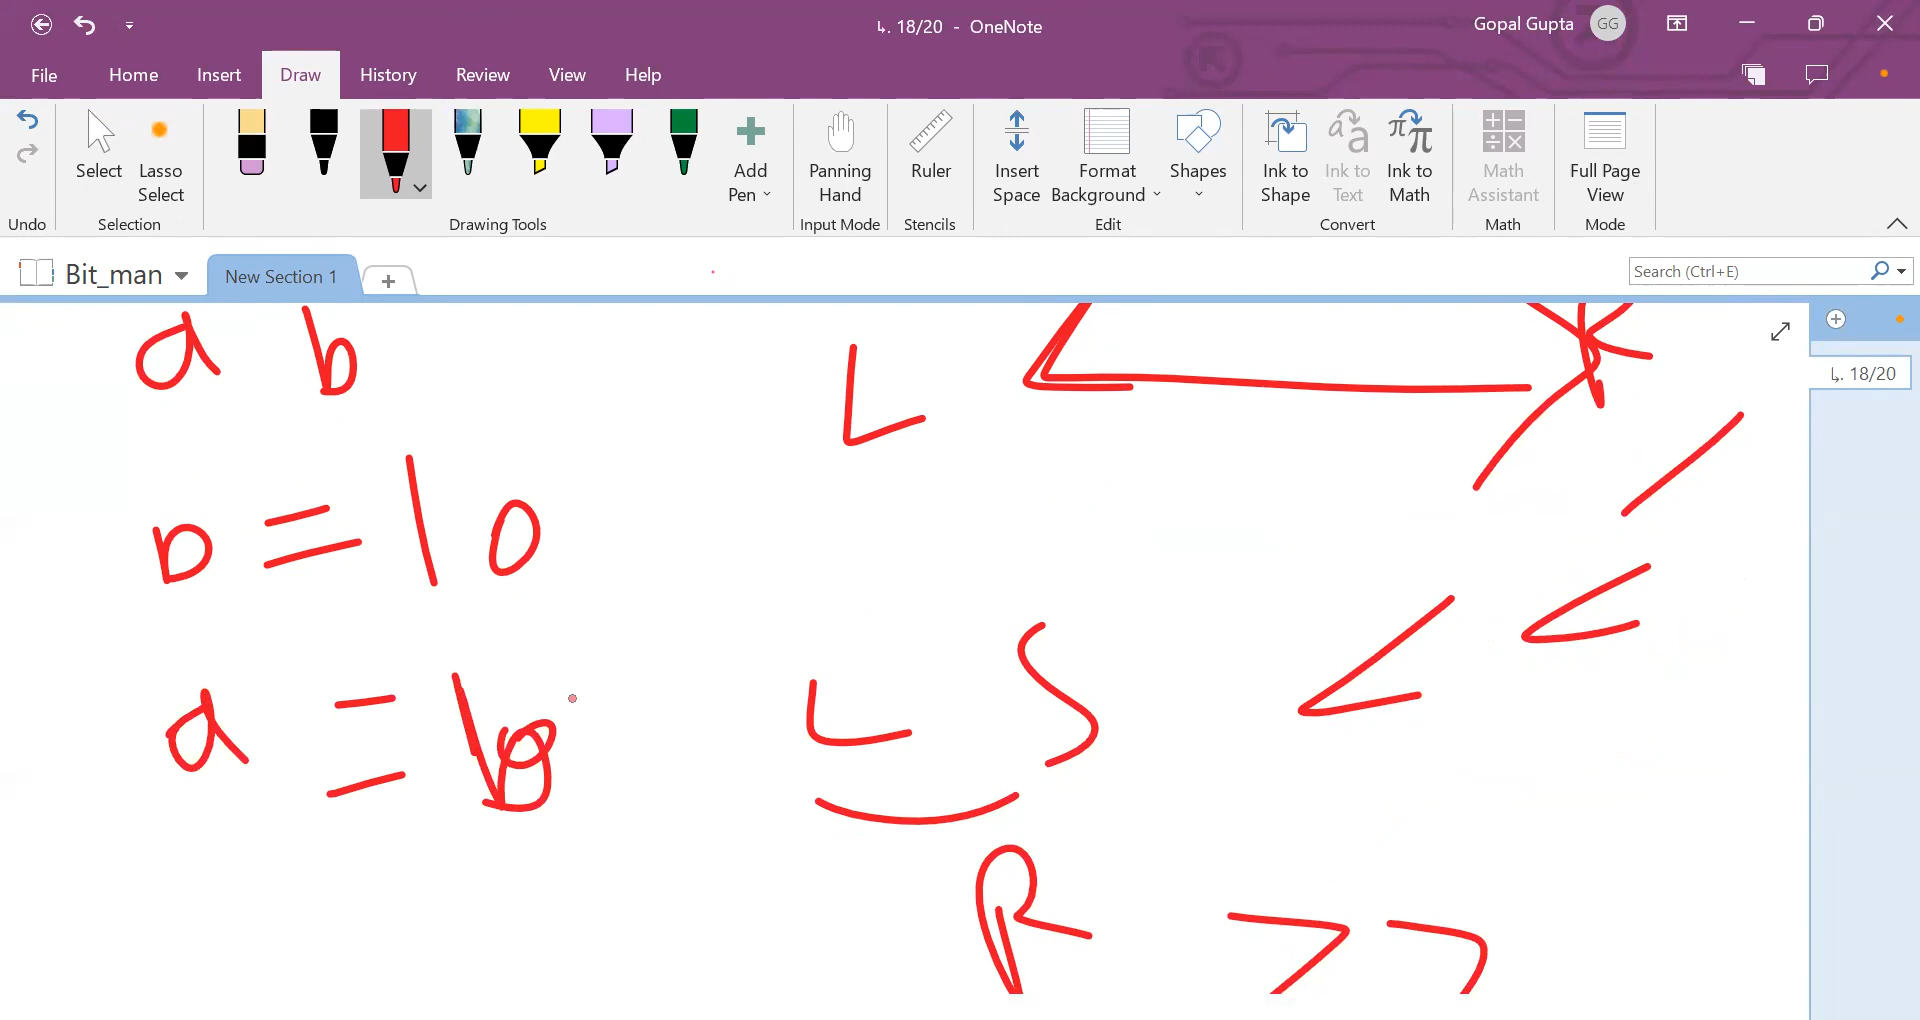 ↳. 18/20 - OneNote
Gopal Gupta GG
File Home Insert Draw History Review View Help
Select
Lasso Select
Add Pen
Panning Hand
Ruler
Insert Space
Format Background
Shapes
Ink to Shape
Ink to Text
Ink to Math
Math Assistant
Full Page View
Undo Selection Drawing Tools Input Mode Stencils Edit Convert Math Mode
Bit_man New Section 1 +
Search (Ctrl+E)
↳. 18/20
a b
L
b = 10
<<
a =
LS
R >>